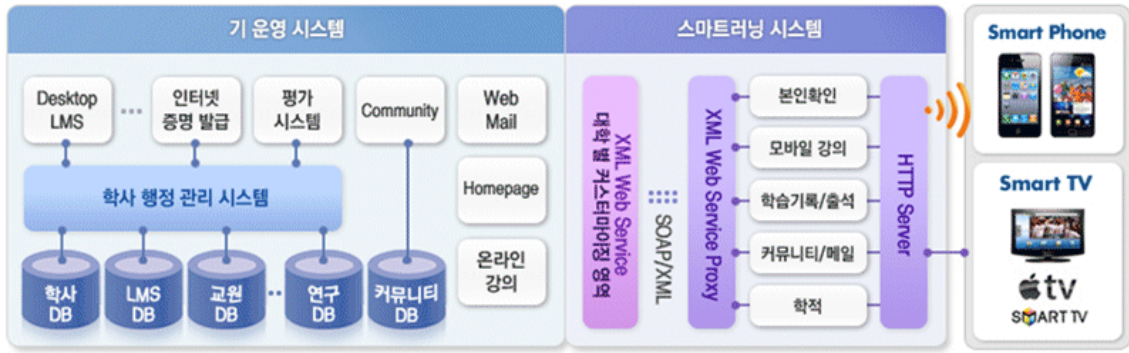 기 운영 시스템
스마트러닝 시스템
Desktop
LMS
인터넷
증명 발급
평가
시스템
Community
Web
Mail
학사 행정 관리 시스템
Homepage
온라인
강의
학사
DB
LMS
DB
교원
DB
연구
DB
커뮤니티
DB
XML Web Service
대학 별 커스터마이징 영역
SOAP/XML
XML Web Service Proxy
본인확인
모바일 강의
학습기록/출석
커뮤니티/메일
학적
HTTP Server
Smart Phone
Smart TV
tv
SMART TV